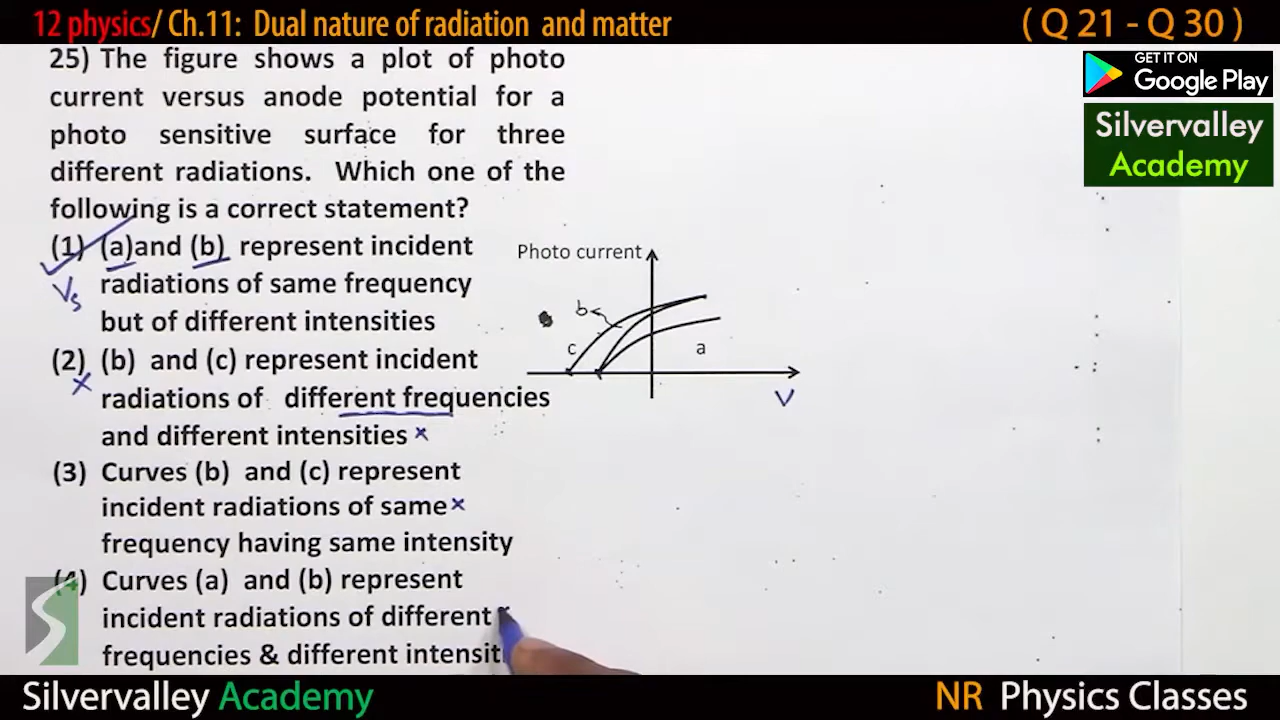 12 physics/ Ch.11: Dual nature of radiation and matter
( Q 21 - Q 30 )
GET IT ON
Google Play
Silvervalley
Academy
25) The figure shows a plot of photo
current versus anode potential for a
photo sensitive surface for three
different radiations. Which one of the
following is a correct statement?
(1) (a)and (b) represent incident
radiations of same frequency
but of different intensities
Vs
(2) (b) and (c) represent incident
radiations of different frequencies
and different intensities ×
×
(3) Curves (b) and (c) represent
incident radiations of same ×
frequency having same intensity
(4) Curves (a) and (b) represent
incident radiations of different
frequencies & different
Photo current
b
c
a
V
Silvervalley Academy
NR Physics Classes